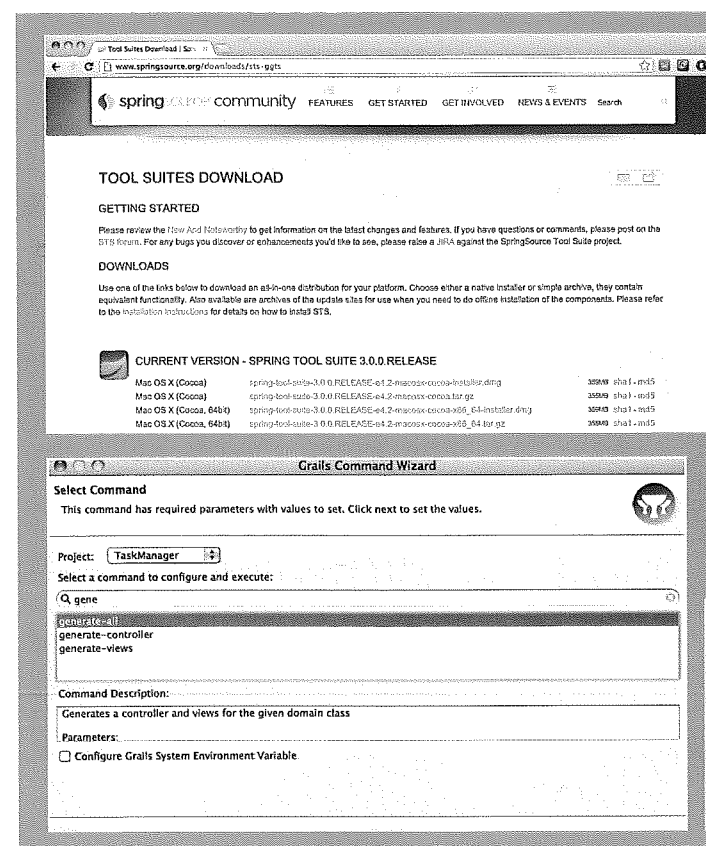 Tool Suites Download | Spr
www.springsource.org/downloads/sts-ggts
spring source community FEATURES GET STARTED GET INVOLVED NEWS & EVENTS Search
TOOL SUITES DOWNLOAD
GETTING STARTED
Please review the New And Noteworthy to get information on the latest changes and features. If you have questions or comments, please post on the
STS forum. For any bugs you discover or enhancements you'd like to see, please raise a JIRA against the SpringSource Tool Suite project.
DOWNLOADS
Use one of the links below to download an all-in-one distribution for your platform. Choose either a native installer or simple archive, they contain
equivalent functionality. Also available are archives of the update sites for use when you need to do offline installation of the components. Please refer
to the installation instructions for details on how to install STS.
CURRENT VERSION - SPRING TOOL SUITE 3.0.0.RELEASE
Mac OS X (Cocoa) spring-tool-suite-3.0.0.RELEASE-e4.2-macosx-cocoa-installer.dmg 359MB sha1 - md5
Mac OS X (Cocoa) spring-tool-suite-3.0.0.RELEASE-e4.2-macosx-cocoa.tar.gz 359MB sha1 - md5
Mac OS X (Cocoa, 64bit) spring-tool-suite-3.0.0.RELEASE-e4.2-macosx-cocoa-x86_64-installer.dmg 359MB sha1 - md5
Mac OS X (Cocoa, 64bit) spring-tool-suite-3.0.0.RELEASE-e4.2-macosx-cocoa-x86_64.tar.gz 359MB sha1 - md5
Grails Command Wizard
Select Command
This command has required parameters with values to set. Click next to set the values.
Project: TaskManager
Select a command to configure and execute:
gene
generate-all
generate-controller
generate-views
Command Description:
Generates a controller and views for the given domain class
Parameters:
Configure Grails System Environment Variable